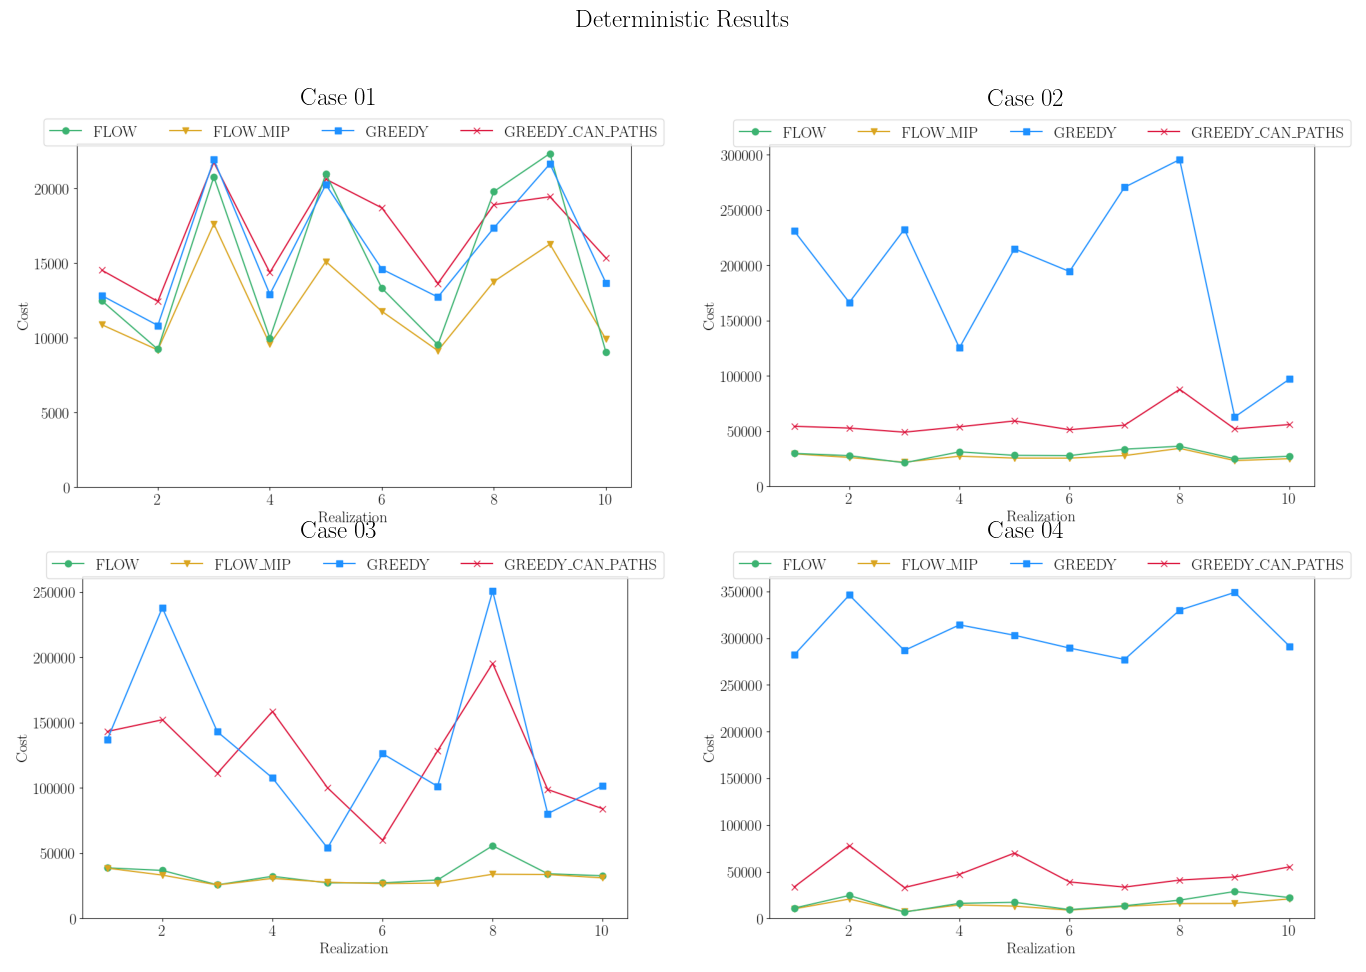 Deterministic Results
Case 01
FLOW FLOW_MIP GREEDY GREEDY_CAN_PATHS
20000
15000
10000
5000
0
Cost
2 4 6 8 10
Realization
Case 02
FLOW FLOW_MIP GREEDY GREEDY_CAN_PATHS
300000
250000
200000
150000
100000
50000
0
Cost
2 4 6 8 10
Realization
Case 03
FLOW FLOW_MIP GREEDY GREEDY_CAN_PATHS
250000
200000
150000
100000
50000
0
Cost
2 4 6 8 10
Realization
Case 04
FLOW FLOW_MIP GREEDY GREEDY_CAN_PATHS
350000
300000
250000
200000
150000
100000
50000
0
Cost
2 4 6 8 10
Realization